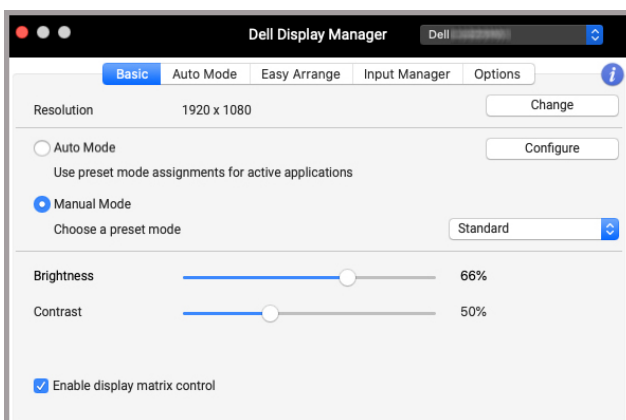 Dell Display Manager Dell
Basic Auto Mode Easy Arrange Input Manager Options i
Resolution 1920 x 1080 Change
Auto Mode Configure
Use preset mode assignments for active applications
Manual Mode
Choose a preset mode Standard
Brightness 66%
Contrast 50%
Enable display matrix control